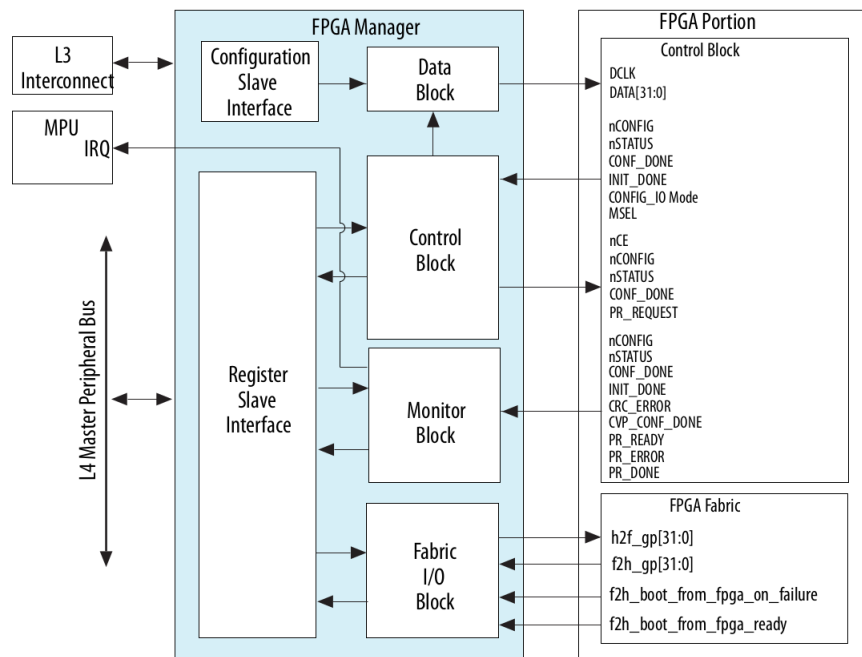 FPGA Manager
FPGA Portion
L3
Interconnect
MPU
IRQ
L4 Master Peripheral Bus
Configuration
Slave
Interface
Data
Block
Register
Slave
Interface
Control
Block
Monitor
Block
Fabric
I/O
Block
Control Block
DCLK
DATA[31:0]
nCONFIG
nSTATUS
CONF_DONE
INIT_DONE
CONFIG_IO Mode
MSEL
nCE
nCONFIG
nSTATUS
CONF_DONE
PR_REQUEST
nCONFIG
nSTATUS
CONF_DONE
INIT_DONE
CRC_ERROR
CVP_CONF_DONE
PR_READY
PR_ERROR
PR_DONE
FPGA Fabric
h2f_gp[31:0]
f2h_gp[31:0]
f2h_boot_from_fpga_on_failure
f2h_boot_from_fpga_ready